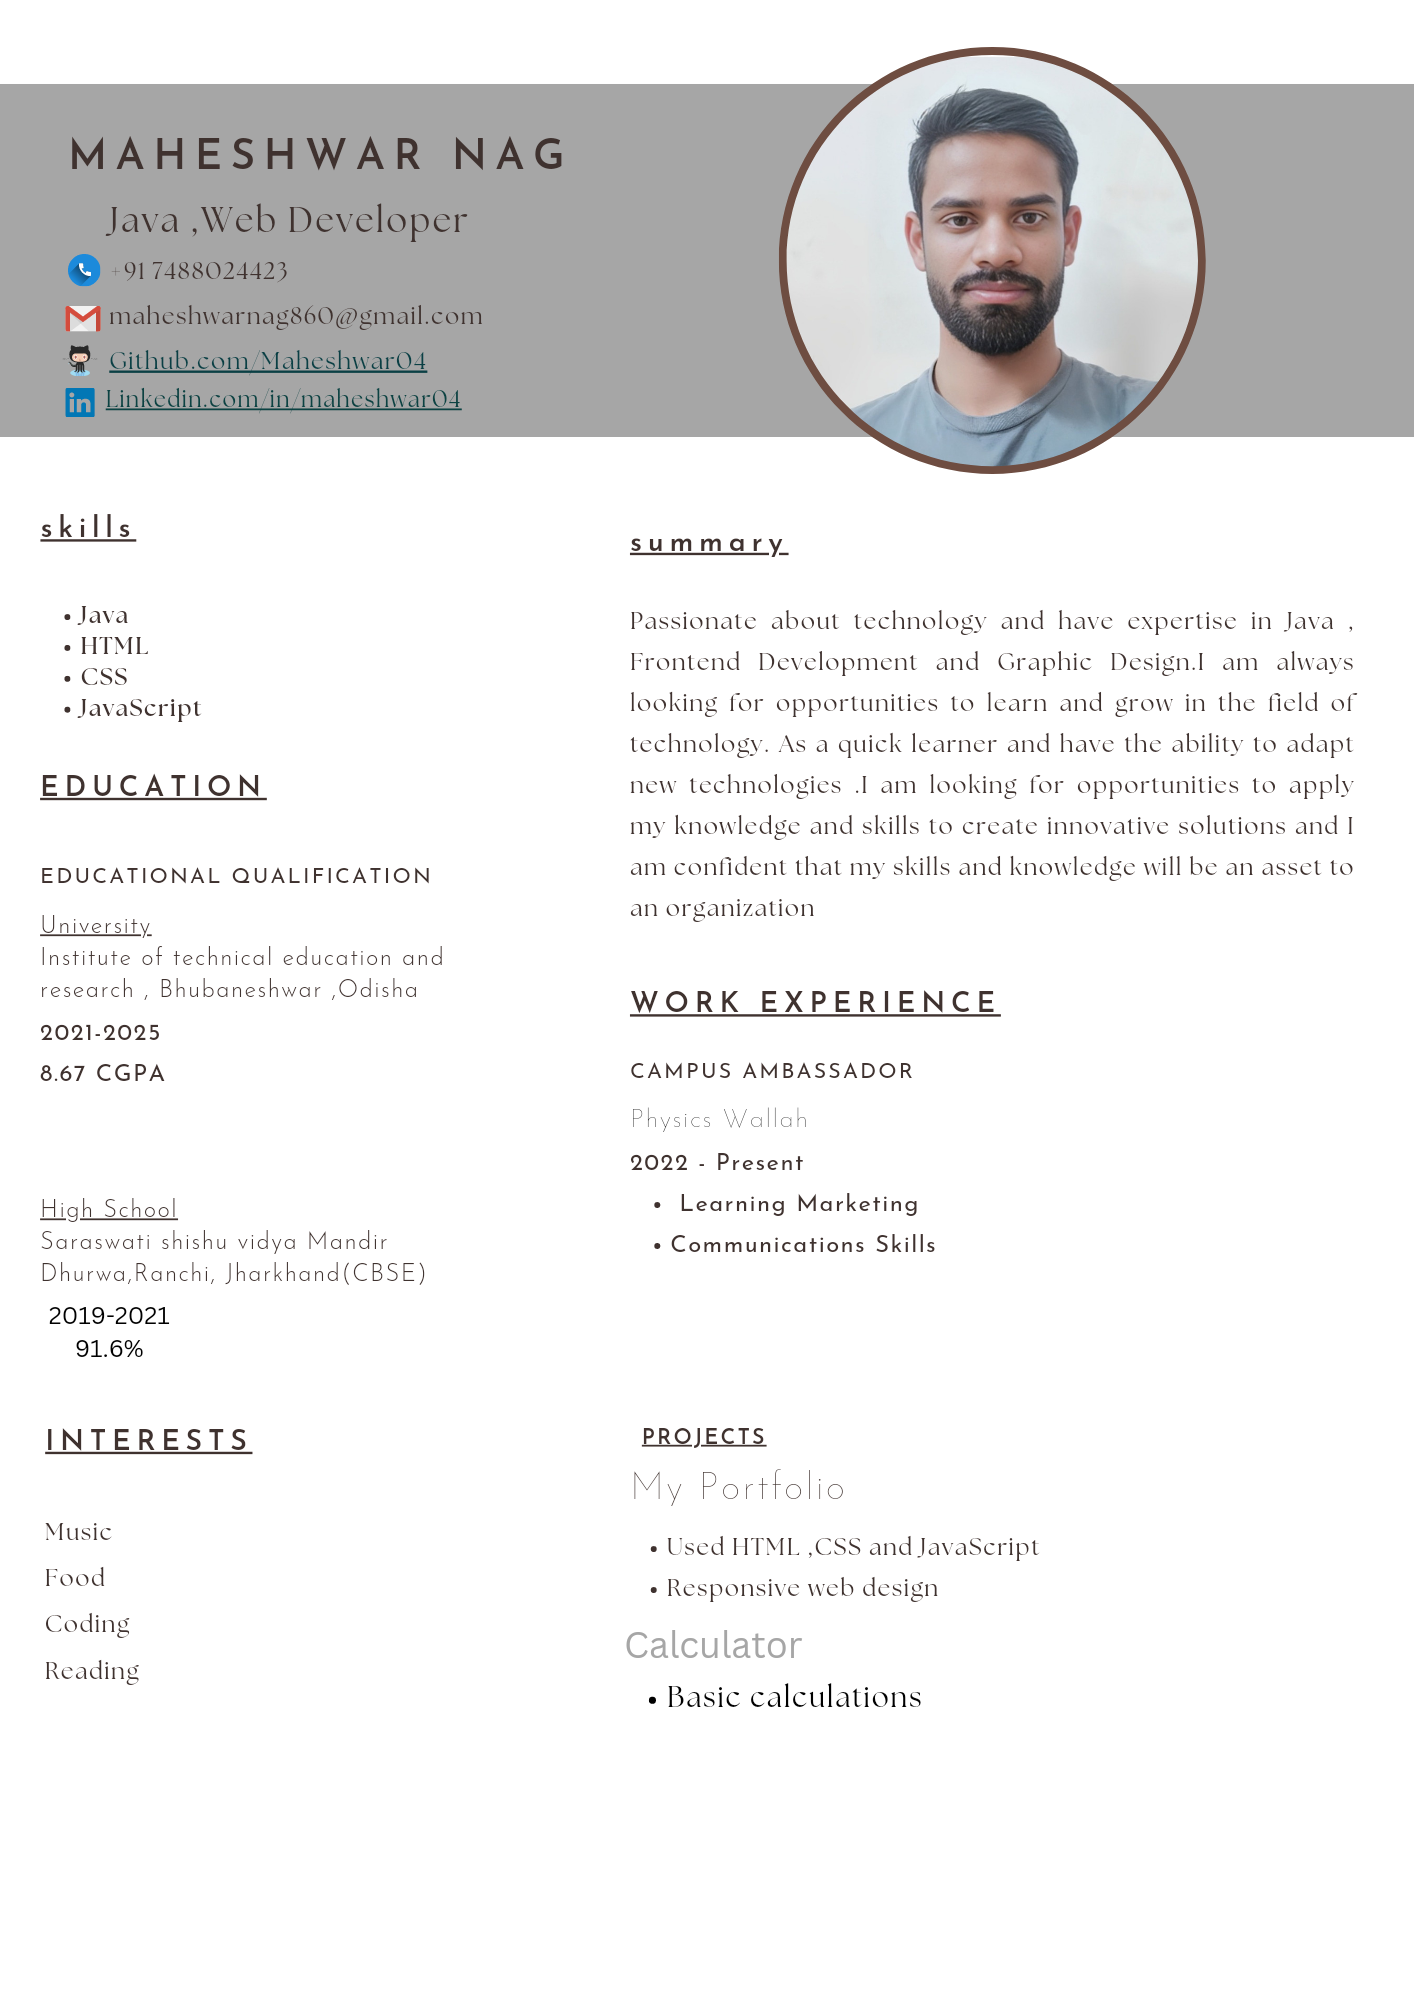 MAHESHWAR NAG
Java ,Web Developer
+91 7488024423
maheshwarnag860@gmail.com
Github.com/Maheshwar04
Linkedin.com/in/maheshwar04
skills
• Java
• HTML
• CSS
• JavaScript
EDUCATION
EDUCATIONAL QUALIFICATION
University
Institute of technical education and
research , Bhubaneshwar ,Odisha
2021-2025
8.67 CGPA
High School
Saraswati shishu vidya Mandir
Dhurwa,Ranchi, Jharkhand(CBSE)
2019-2021
91.6%
INTERESTS
Music
Food
Coding
Reading
summary
Passionate about technology and have expertise in Java ,
Frontend Development and Graphic Design.I am always
looking for opportunities to learn and grow in the field of
technology. As a quick learner and have the ability to adapt
new technologies .I am looking for opportunities to apply
my knowledge and skills to create innovative solutions and I
am confident that my skills and knowledge will be an asset to
an organization
WORK EXPERIENCE
CAMPUS AMBASSADOR
Physics Wallah
2022 - Present
• Learning Marketing
• Communications Skills
PROJECTS
My Portfolio
• Used HTML ,CSS and JavaScript
• Responsive web design
Calculator
• Basic calculations